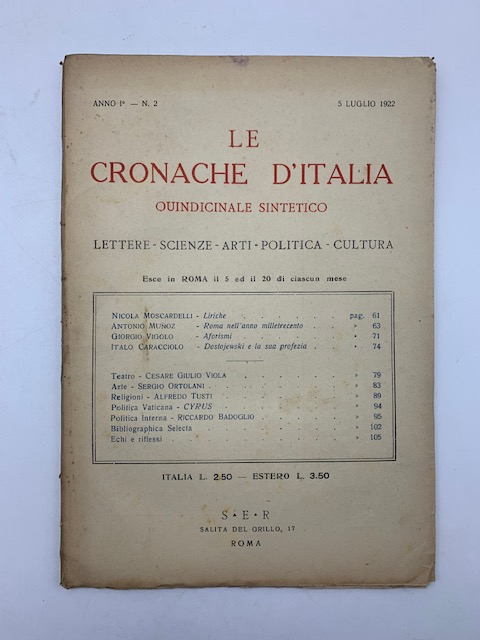 ANNO Iº — N. 2 5 LUGLIO 1922
LE
CRONACHE D'ITALIA
QUINDICINALE SINTETICO
LETTERE - SCIENZE - ARTI - POLITICA - CULTURA
Esce in ROMA il 5 ed il 20 di ciascun mese
NICOLA MOSCARDELLI - Liriche . . . . . . . pag. 61
ANTONIO MUÑOZ - Roma nell'anno milletrecento . . . » 63
GIORGIO VIGOLO - Aforismi . . . . . . . » 71
ITALO CARACCIOLO - Dostojewski e la sua profezia . . » 74
Teatro - CESARE GIULIO VIOLA . . . . . . . » 79
Arte - SERGIO ORTOLANI . . . . . . . . » 83
Religioni - ALFREDO TUSTI . . . . . . . . » 89
Politica Vaticana - CYRUS . . . . . . . . » 94
Politica Interna - RICCARDO BADOGLIO . . . . . . » 95
Bibliographica Selecta . . . . . . . . » 102
Echi e riflessi . . . . . . . . . » 105
ITALIA L. 2.50 — ESTERO L. 3.50
S ★ E ★ R
SALITA DEL GRILLO, 17
ROMA